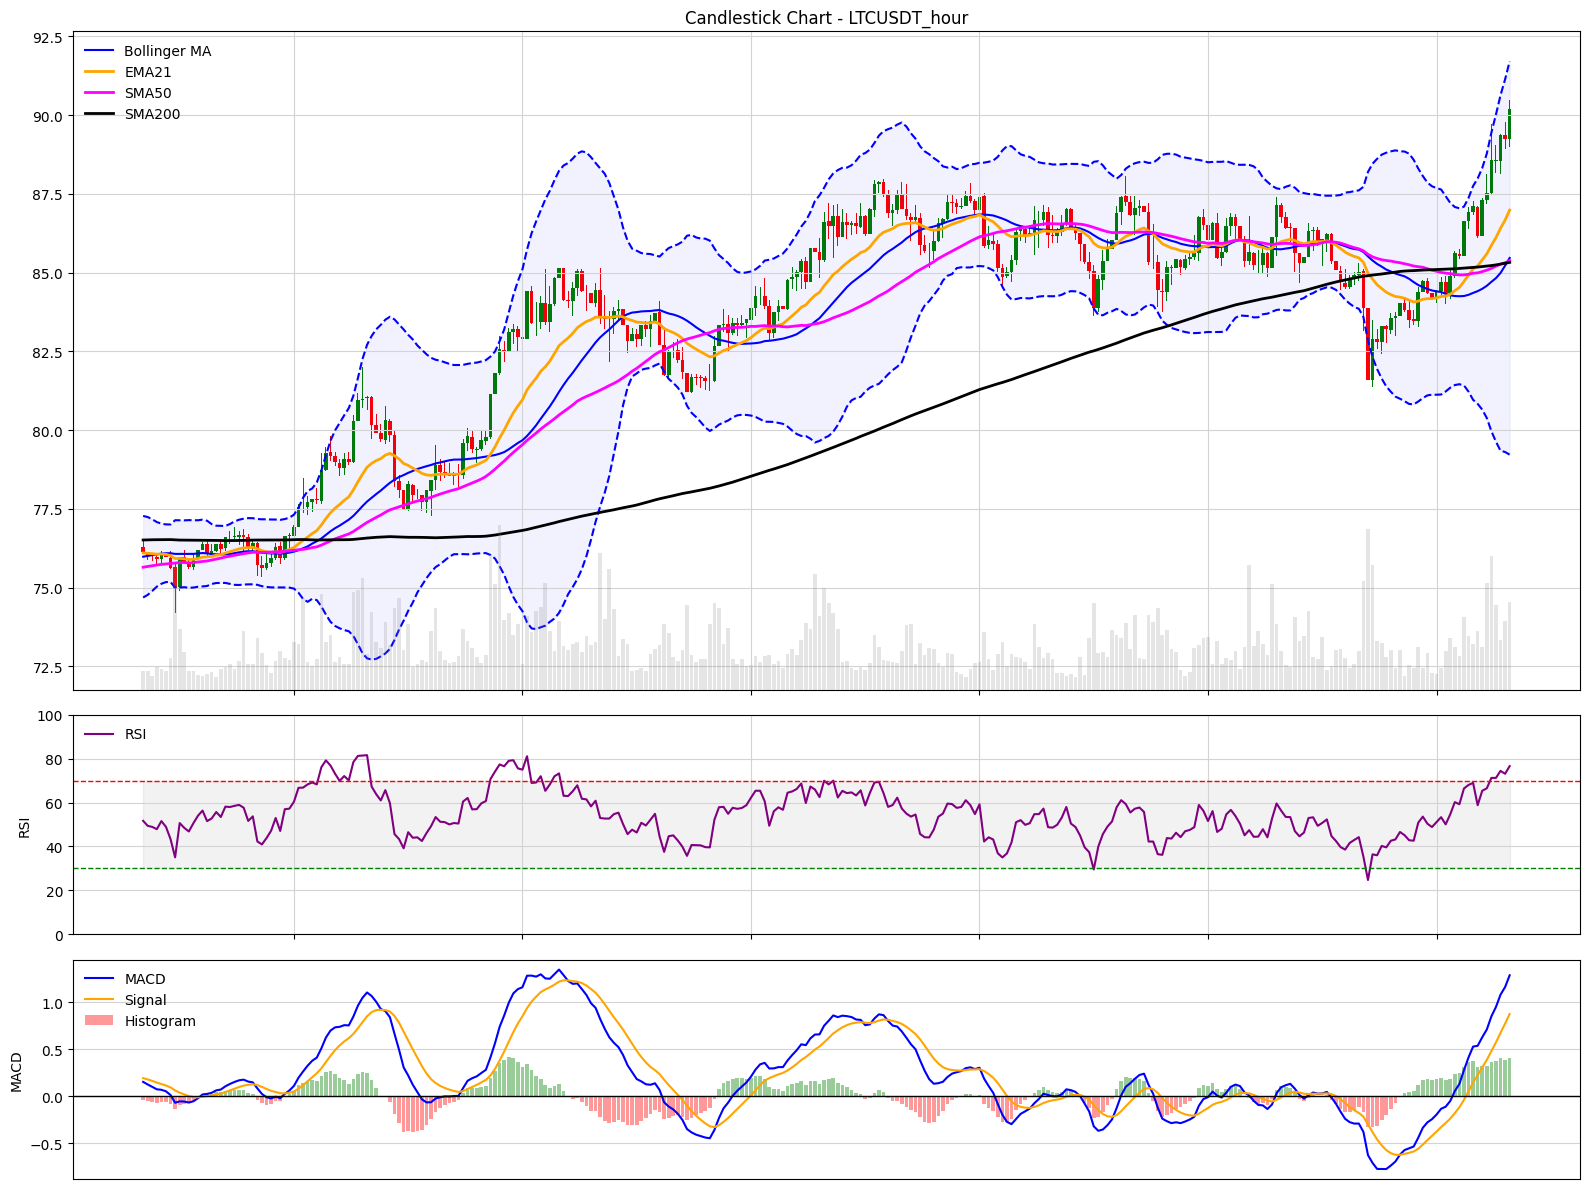 Candlestick Chart - LTCUSDT_hour
92.5
90.0
87.5
85.0
82.5
80.0
77.5
75.0
72.5
Bollinger MA
EMA21
SMA50
SMA200
100
80
60
40
20
0
RSI
RSI
1.0
0.5
0.0
−0.5
MACD
MACD
Signal
Histogram